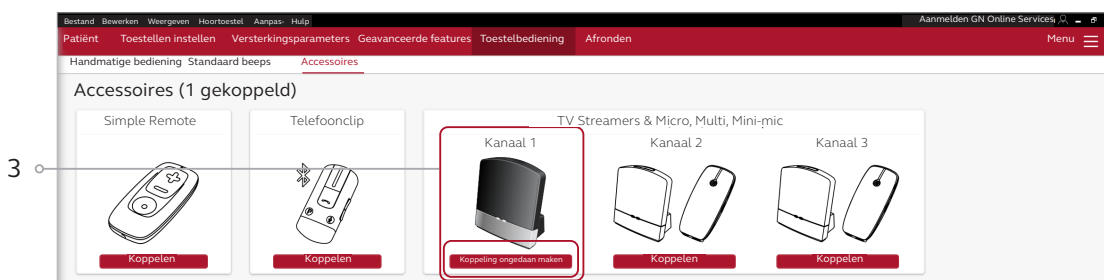 Bestand Bewerken Weergeven Hoortoestel Aanpas- Hulp Aanmelden GN Online Services
Patiënt Toestellen instellen Versterkingsparameters Geavanceerde features Toestelbediening Afronden Menu
Handmatige bediening Standaard beeps Accessoires
Accessoires (1 gekoppeld)
Simple Remote Telefoonclip TV Streamers & Micro, Multi, Mini-mic
Kanaal 1 Kanaal 2 Kanaal 3
3
Koppelen Koppelen Koppeling ongedaan maken Koppelen Koppelen